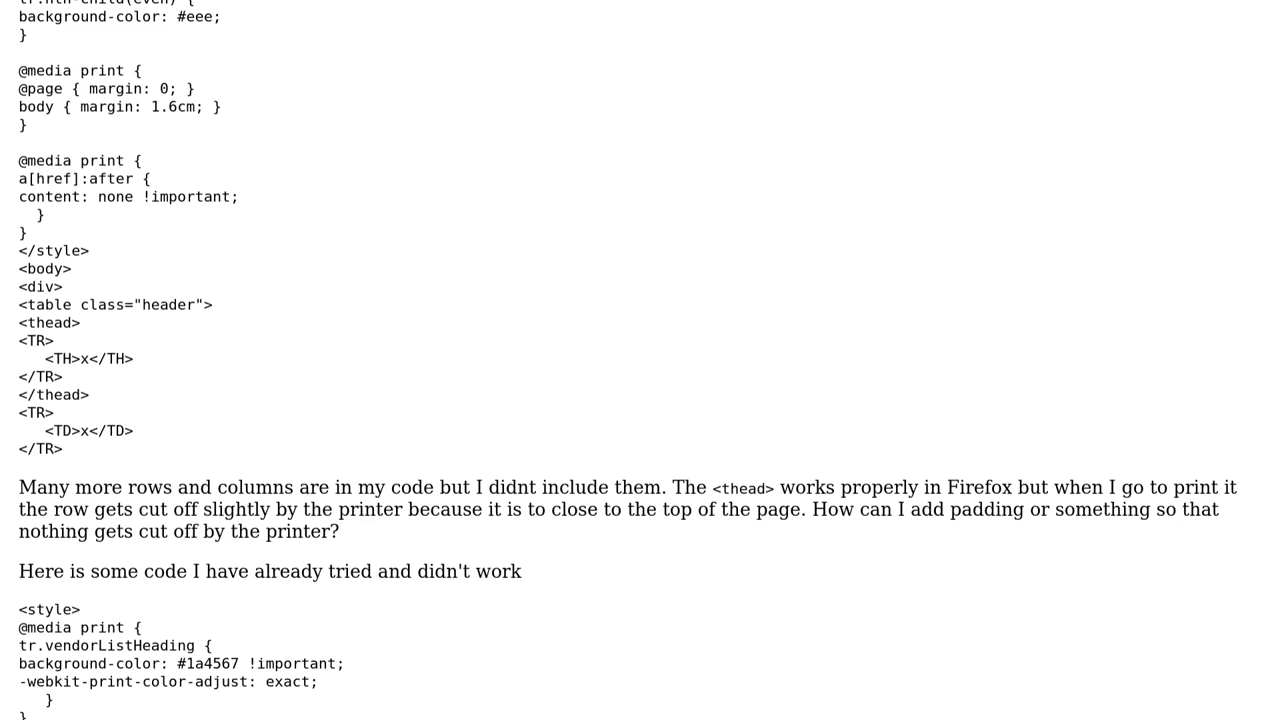 tr:nth-child(even) {
background-color: #eee;
}
@media print {
@page { margin: 0; }
body { margin: 1.6cm; }
}
@media print {
a[href]:after {
content: none !important;
  }
}
</style>
<body>
<div>
<table class="header">
<thead>
<TR>
   <TH>x</TH>
</TR>
</thead>
<TR>
   <TD>x</TD>
</TR>
Many more rows and columns are in my code but I didnt include them. The <thead> works properly in Firefox but when I go to print it
the row gets cut off slightly by the printer because it is to close to the top of the page. How can I add padding or something so that
nothing gets cut off by the printer?
Here is some code I have already tried and didn't work
<style>
@media print {
tr.vendorListHeading {
background-color: #1a4567 !important;
-webkit-print-color-adjust: exact;
   }
}